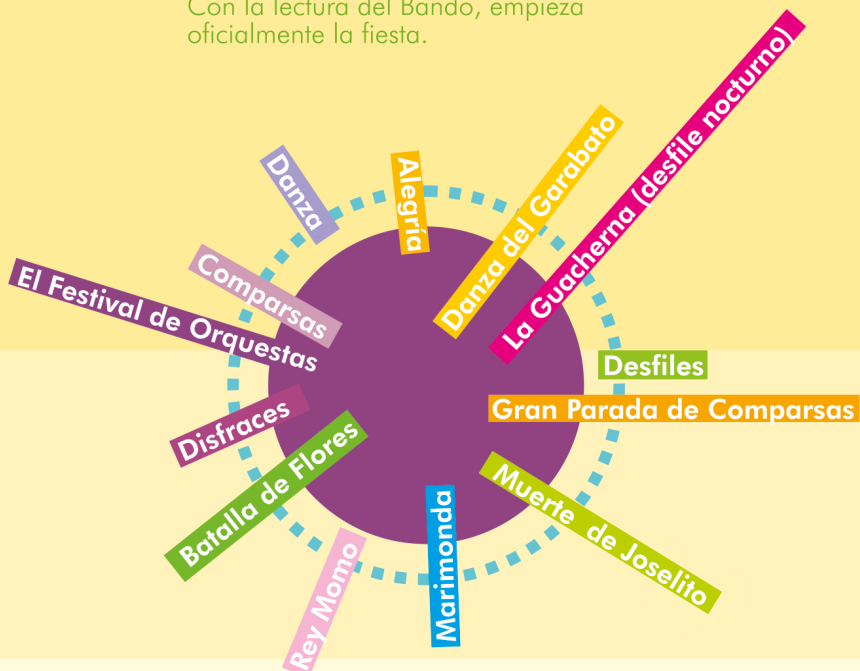 Con la lectura del Bando, empieza
oficialmente la fiesta.
La Guacherna (desfile nocturno)
Danza del Garabato
Alegría
Danza
Comparsas
El Festival de Orquestas
Desfiles
Gran Parada de Comparsas
Disfraces
Batalla de Flores
Muerte de Joselito
Marimonda
Rey Momo